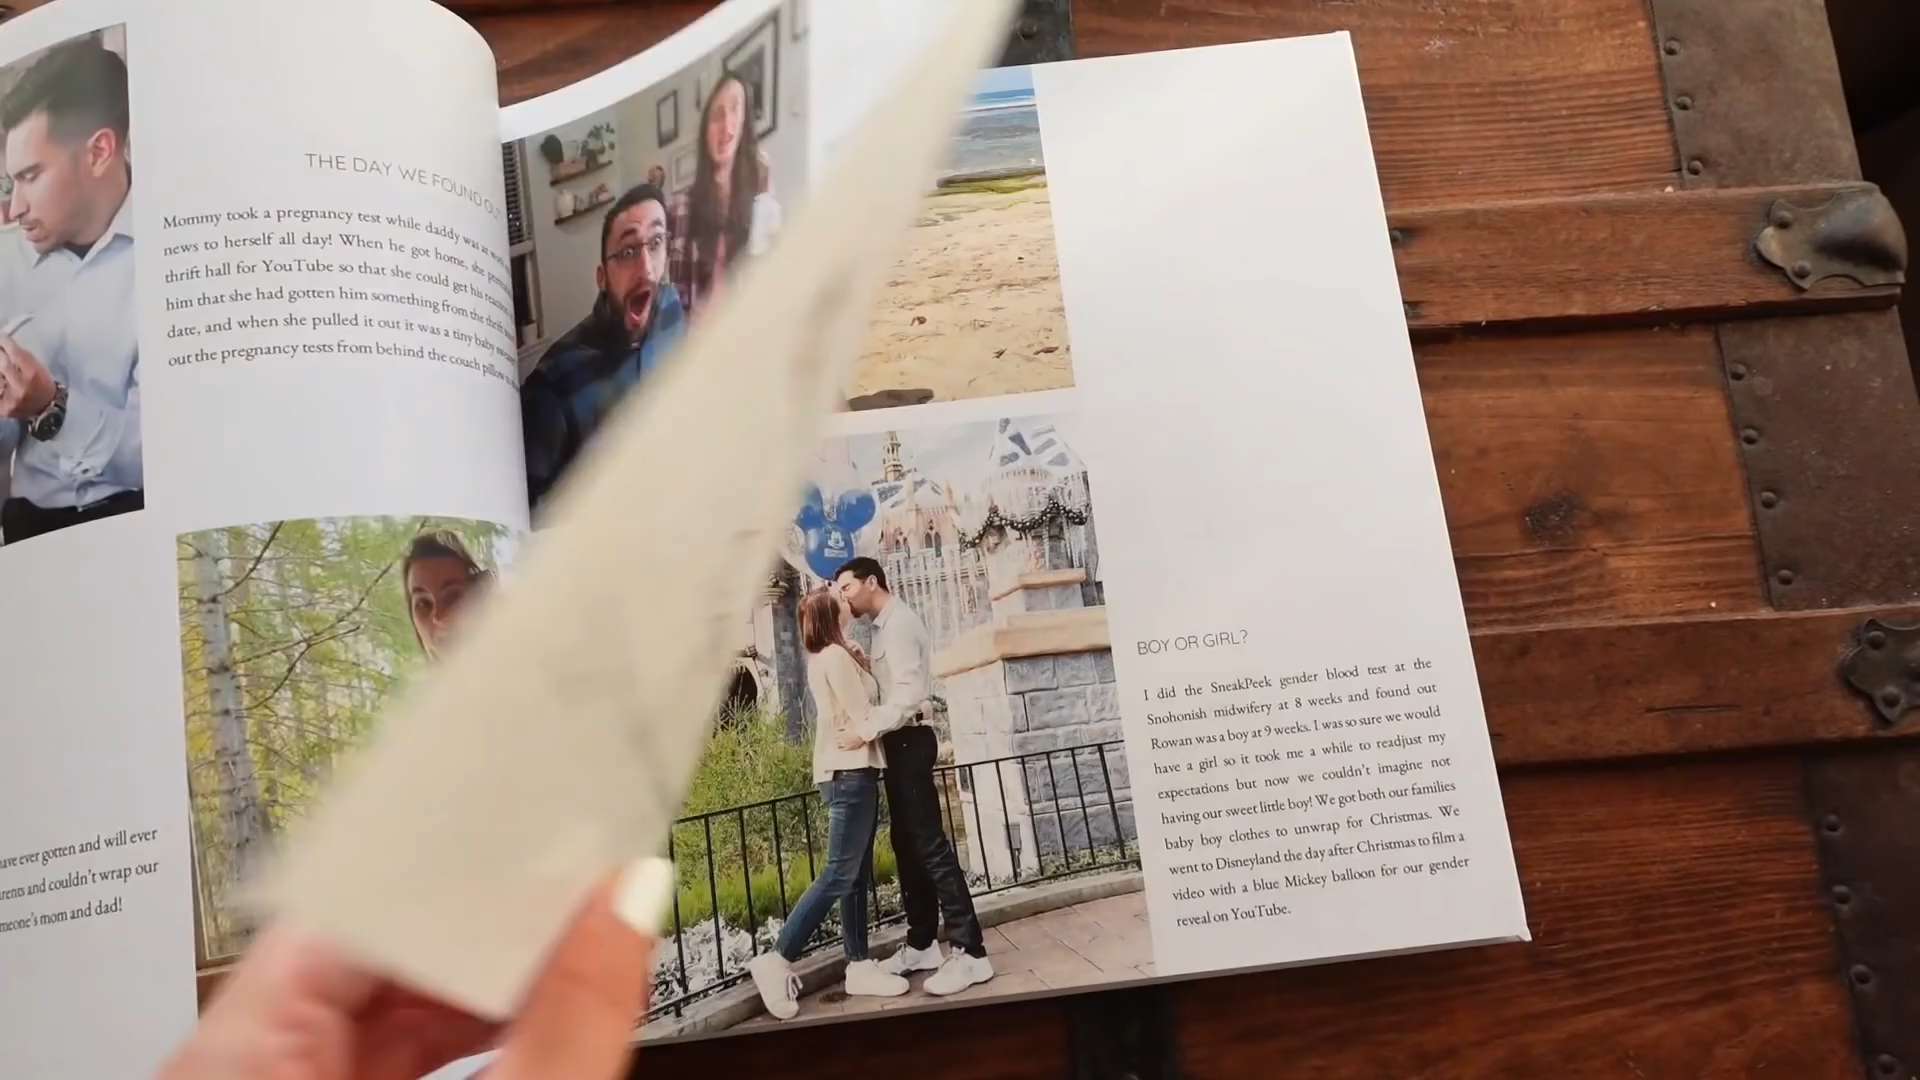 THE DAY WE FOUND OUT
Mommy took a pregnancy test while daddy was at work
news to herself all day! When he got home, she
thrift hall for YouTube so that she could get his
him that she had gotten him something from the thrift
date, and when she pulled it out it was a tiny baby
out the pregnancy tests from behind the couch pillow
ave ever gotten and will ever
rents and couldn't wrap our
meone's mom and dad!
BOY OR GIRL?
I did the SneakPeek gender blood test at the
Snohonish midwifery at 8 weeks and found out
Rowan was a boy at 9 weeks. I was so sure we would
have a girl so it took me a while to readjust my
expectations but now we couldn't imagine not
having our sweet little boy! We got both our families
baby boy clothes to unwrap for Christmas. We
went to Disneyland the day after Christmas to film a
video with a blue Mickey balloon for our gender
reveal on YouTube.